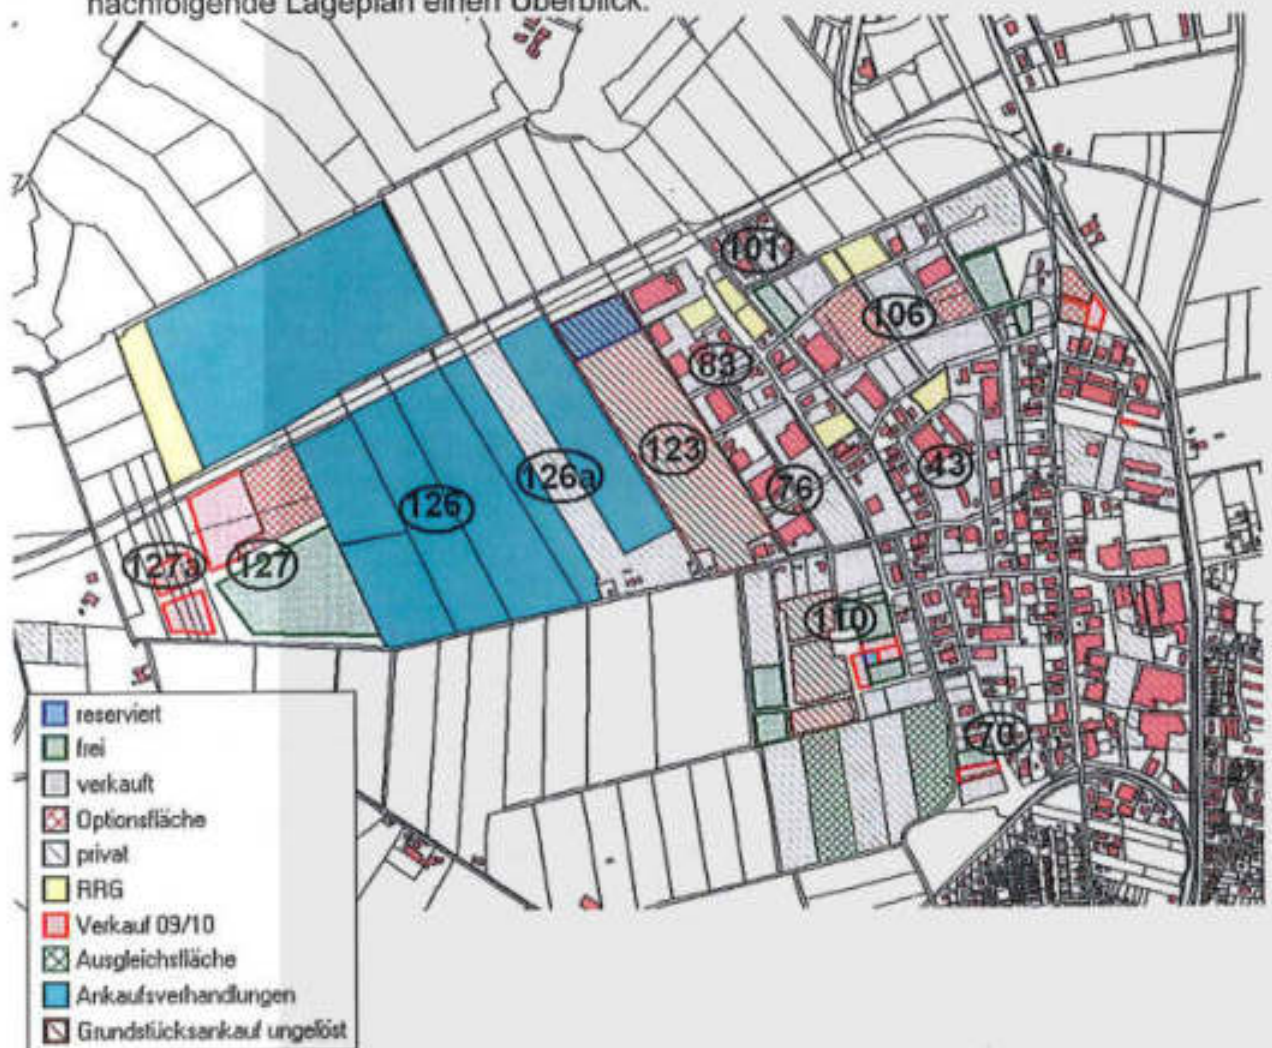 nachfolgende Lageplan einen Überblick.
101
106
83
123
43
126a
76
126
127a
127
110
70
reserviert
frei
verkauft
Optionsfläche
privat
RRG
Verkauf 09/10
Ausgleichsfläche
Ankaufsverhandlungen
Grundstücksankauf ungelöst